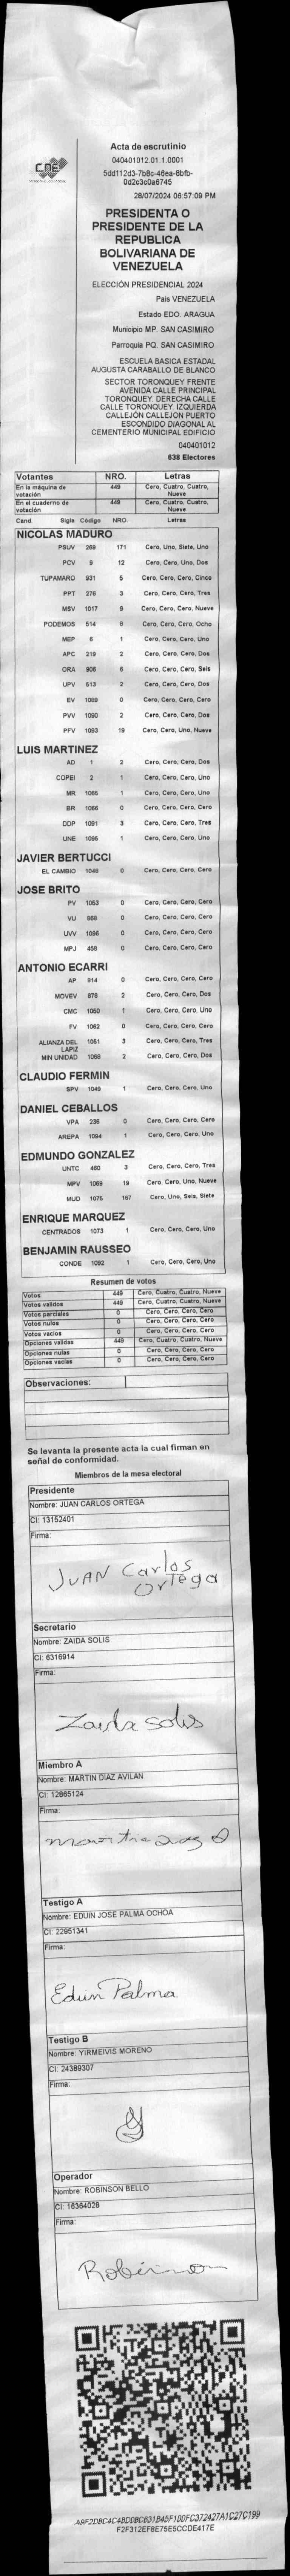 CNE
Acta de escrutinio
040401012.01.1.0001
5dd112d3-7b8c-46ea-8bfb-
0d2c3c0a6745
28/07/2024 06:57:09 PM
PRESIDENTA O
PRESIDENTE DE LA
REPUBLICA
BOLIVARIANA DE
VENEZUELA
ELECCIÓN PRESIDENCIAL 2024
Pais VENEZUELA
Estado EDO. ARAGUA
Municipio MP. SAN CASIMIRO
Parroquia PQ. SAN CASIMIRO
ESCUELA BASICA ESTADAL
AUGUSTA CARABALLO DE BLANCO
SECTOR TORONQUEY FRENTE
AVENIDA CALLE PRINCIPAL
TORONQUEY. DERECHA CALLE
CALLE TORONQUEY. IZQUIERDA
CALLEJÓN CALLEJON PUERTO
ESCONDIDO DIAGONAL AL
CEMENTERIO MUNICIPAL EDIFICIO
040401012
638 Electores
Votantes NRO. Letras
En la máquina de votación 449 Cero, Cuatro, Cuatro, Nueve
En el cuaderno de votación 449 Cero, Cuatro, Cuatro, Nueve
Cand. Sigla Código NRO. Letras
NICOLAS MADURO
PSUV 269 171 Cero, Uno, Siete, Uno
PCV 9 12 Cero, Cero, Uno, Dos
TUPAMARO 931 5 Cero, Cero, Cero, Cinco
PPT 276 3 Cero, Cero, Cero, Tres
MSV 1017 9 Cero, Cero, Cero, Nueve
PODEMOS 514 8 Cero, Cero, Cero, Ocho
MEP 6 1 Cero, Cero, Cero, Uno
APC 219 2 Cero, Cero, Cero, Dos
ORA 906 6 Cero, Cero, Cero, Seis
UPV 513 2 Cero, Cero, Cero, Dos
EV 1089 0 Cero, Cero, Cero, Cero
PVV 1090 2 Cero, Cero, Cero, Dos
PFV 1093 19 Cero, Cero, Uno, Nueve
LUIS MARTINEZ
AD 1 2 Cero, Cero, Cero, Dos
COPEI 2 1 Cero, Cero, Cero, Uno
MR 1065 1 Cero, Cero, Cero, Uno
BR 1066 0 Cero, Cero, Cero, Cero
DDP 1091 3 Cero, Cero, Cero, Tres
UNE 1095 1 Cero, Cero, Cero, Uno
JAVIER BERTUCCI
EL CAMBIO 1048 0 Cero, Cero, Cero, Cero
JOSE BRITO
PV 1053 0 Cero, Cero, Cero, Cero
VU 968 0 Cero, Cero, Cero, Cero
UVV 1096 0 Cero, Cero, Cero, Cero
MPJ 456 0 Cero, Cero, Cero, Cero
ANTONIO ECARRI
AP 914 0 Cero, Cero, Cero, Cero
MOVEV 878 2 Cero, Cero, Cero, Dos
CMC 1050 1 Cero, Cero, Cero, Uno
FV 1062 0 Cero, Cero, Cero, Cero
ALIANZA DEL LAPIZ 1051 3 Cero, Cero, Cero, Tres
MIN UNIDAD 1058 2 Cero, Cero, Cero, Dos
CLAUDIO FERMIN
SPV 1049 1 Cero, Cero, Cero, Uno
DANIEL CEBALLOS
VPA 236 0 Cero, Cero, Cero, Cero
AREPA 1094 1 Cero, Cero, Cero, Uno
EDMUNDO GONZALEZ
UNTC 480 3 Cero, Cero, Cero, Tres
MPV 1069 19 Cero, Cero, Uno, Nueve
MUD 1076 167 Cero, Uno, Seis, Siete
ENRIQUE MARQUEZ
CENTRADOS 1073 1 Cero, Cero, Cero, Uno
BENJAMIN RAUSSEO
CONDE 1092 1 Cero, Cero, Cero, Uno
Resumen de votos
Votos 449 Cero, Cuatro, Cuatro, Nueve
Votos validos 449 Cero, Cuatro, Cuatro, Nueve
Votos parciales 0 Cero, Cero, Cero, Cero
Votos nulos 0 Cero, Cero, Cero, Cero
Votos vacios 0 Cero, Cero, Cero, Cero
Opciones validas 449 Cero, Cuatro, Cuatro, Nueve
Opciones nulas 0 Cero, Cero, Cero, Cero
Opciones vacias 0 Cero, Cero, Cero, Cero
Observaciones:
Se levanta la presente acta la cual firman en
señal de conformidad.
Miembros de la mesa electoral
Presidente
Nombre: JUAN CARLOS ORTEGA
CI: 13152401
Firma:
JUAN Carlos
Ortega
Secretario
Nombre: ZAIDA SOLIS
CI: 6316914
Firma:
Zaida Solis
Miembro A
Nombre: MARTIN DIAZ AVILAN
CI: 12865124
Firma:
Testigo A
Nombre: EDUIN JOSE PALMA OCHOA
CI: 22951341
Firma:
Eduin Palma
Testigo B
Nombre: YIRMEIVIS MORENO
CI: 24389307
Firma:
Operador
Nombre: ROBINSON BELLO
CI: 16364028
Firma:
Robinson
A9F2D8C4C4BD0BC831B45F100FC372427A1C27C199
F2F312EF8E75E5CCDE417E